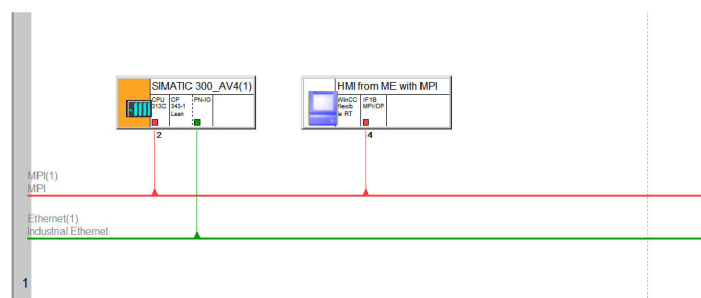 SIMATIC 300_AV4(1)
CPU
313C
CP
343-1
Lean
PN-IO
2
HMI from ME with MPI
WinCC
flexib
le RT
IF1B
MPI/DP
4
MPI(1)
MPI
Ethernet(1)
Industrial Ethernet
1